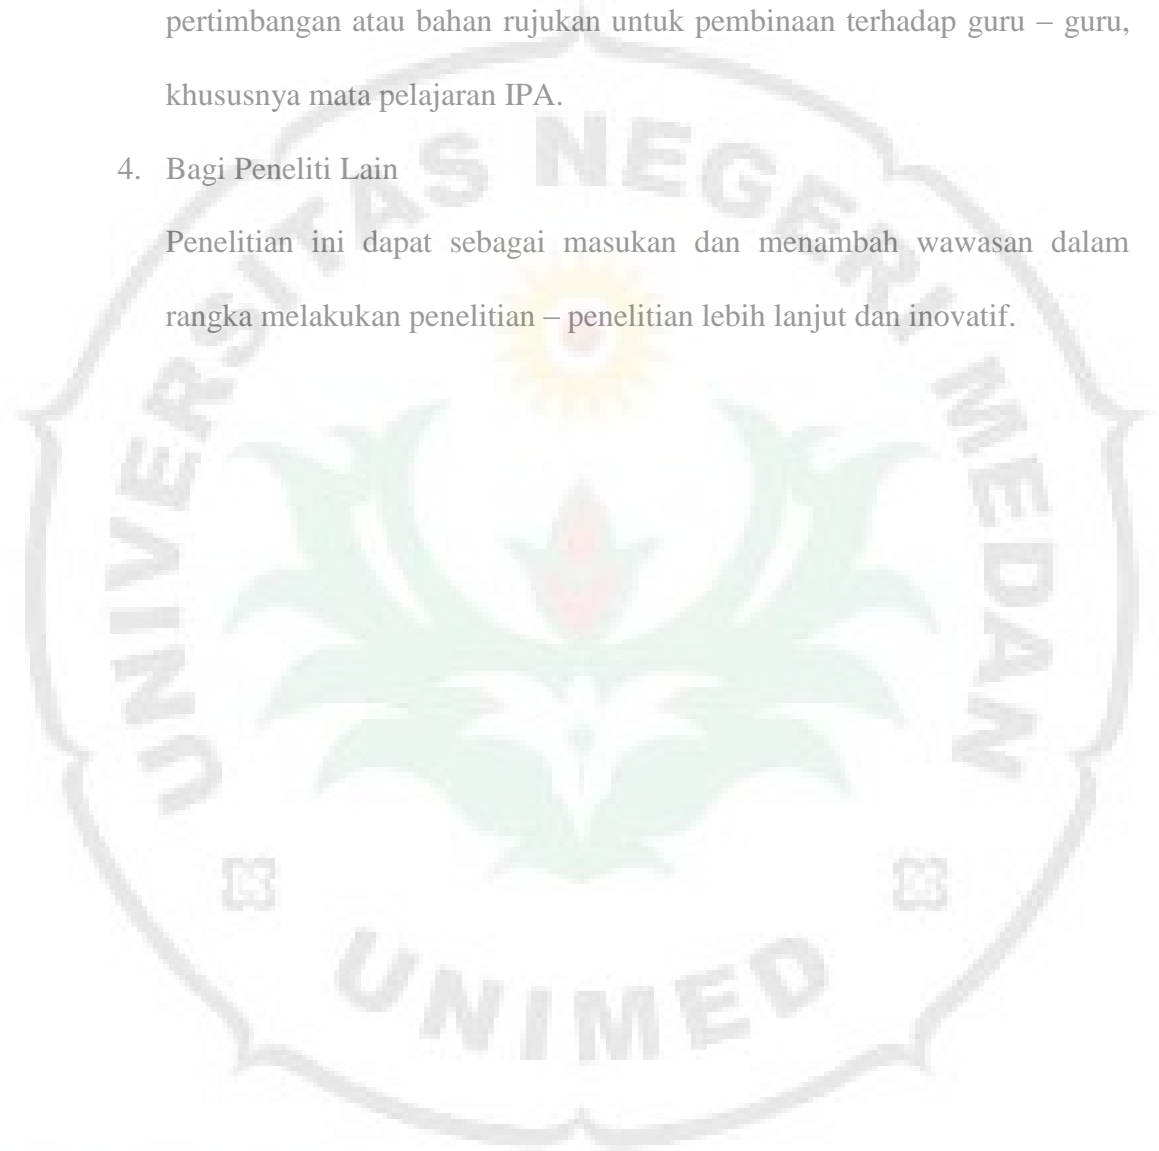 pertimbangan atau bahan rujukan untuk pembinaan terhadap guru – guru,
khususnya mata pelajaran IPA.
4. Bagi Peneliti Lain
Penelitian ini dapat sebagai masukan dan menambah wawasan dalam
rangka melakukan penelitian – penelitian lebih lanjut dan inovatif.
UNIVERSITAS NEGERI MEDAN
UNIMED